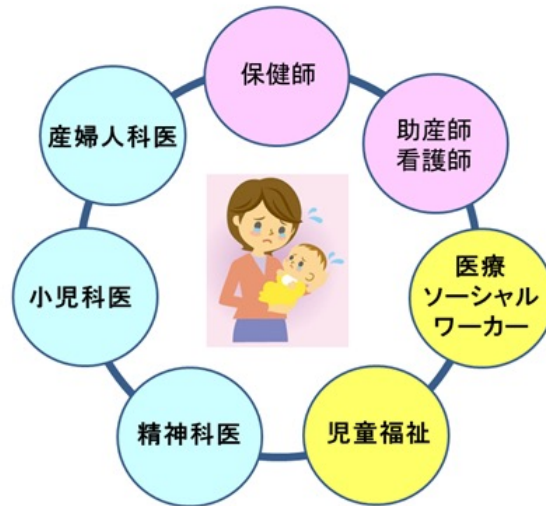 保健師
助産師
看護師
医療
ソーシャル
ワーカー
児童福祉
精神科医
小児科医
産婦人科医